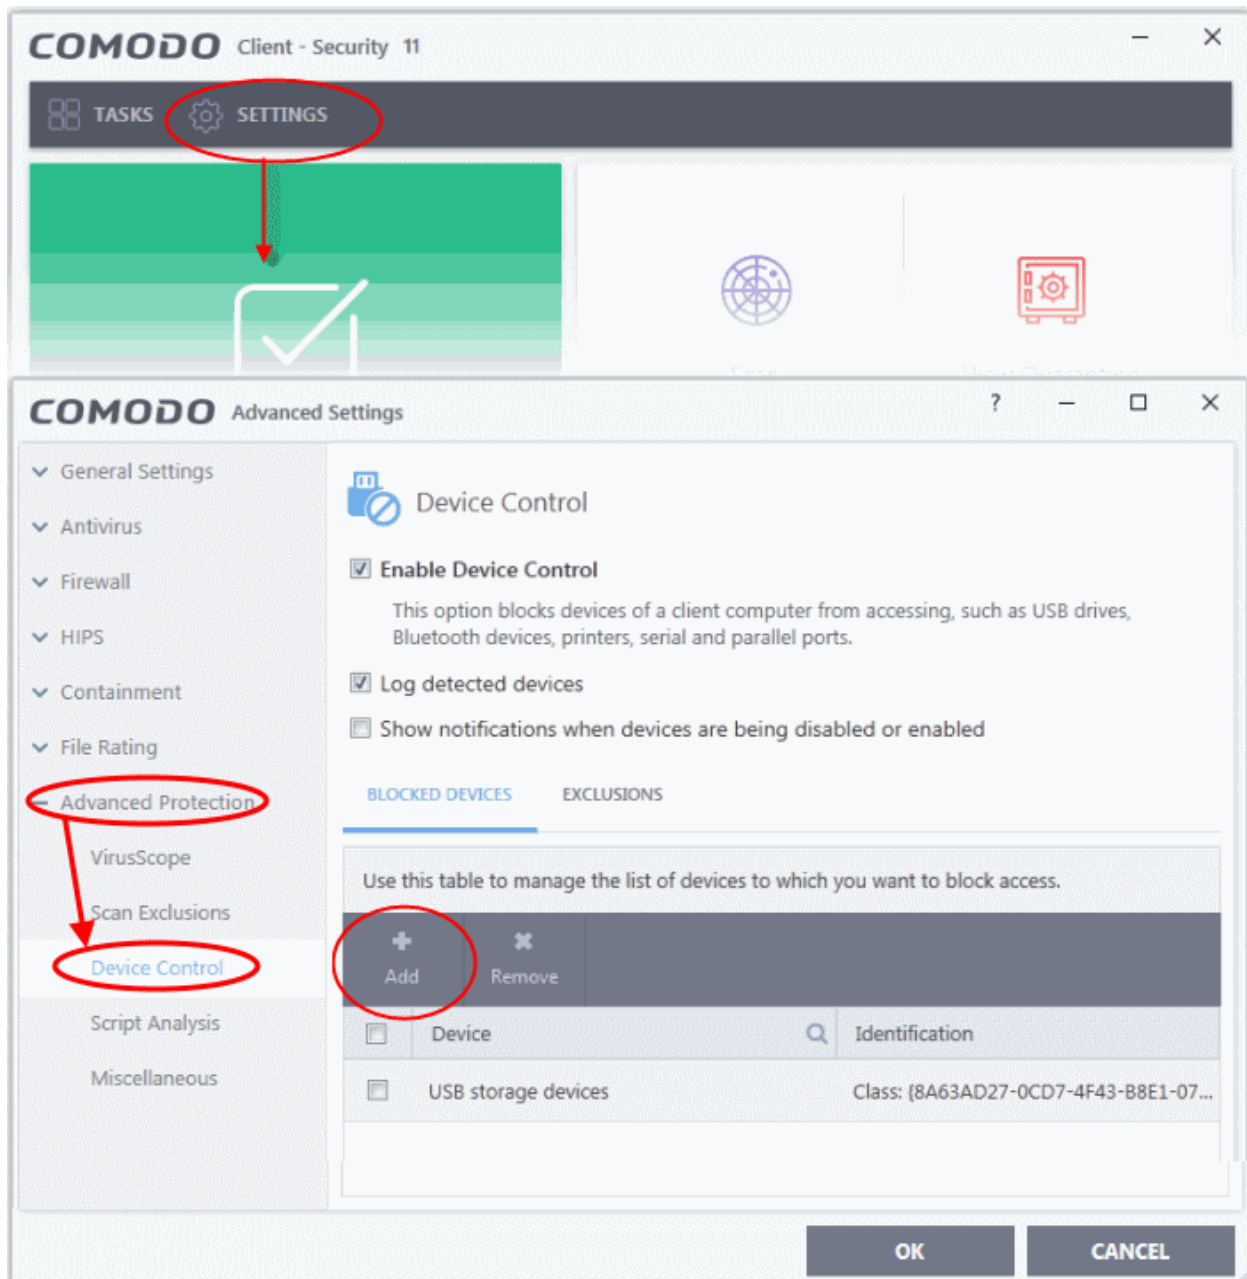 COMODO Client - Security 11
TASKS SETTINGS
COMODO Advanced Settings ?
General Settings
Antivirus
Firewall
HIPS
Containment
File Rating
Advanced Protection
VirusScope
Scan Exclusions
Device Control
Script Analysis
Miscellaneous
Device Control
Enable Device Control
This option blocks devices of a client computer from accessing, such as USB drives,
Bluetooth devices, printers, serial and parallel ports.
Log detected devices
Show notifications when devices are being disabled or enabled
BLOCKED DEVICES EXCLUSIONS
Use this table to manage the list of devices to which you want to block access.
Add Remove
Device Identification
USB storage devices Class: {8A63AD27-0CD7-4F43-B8E1-07...
OK CANCEL